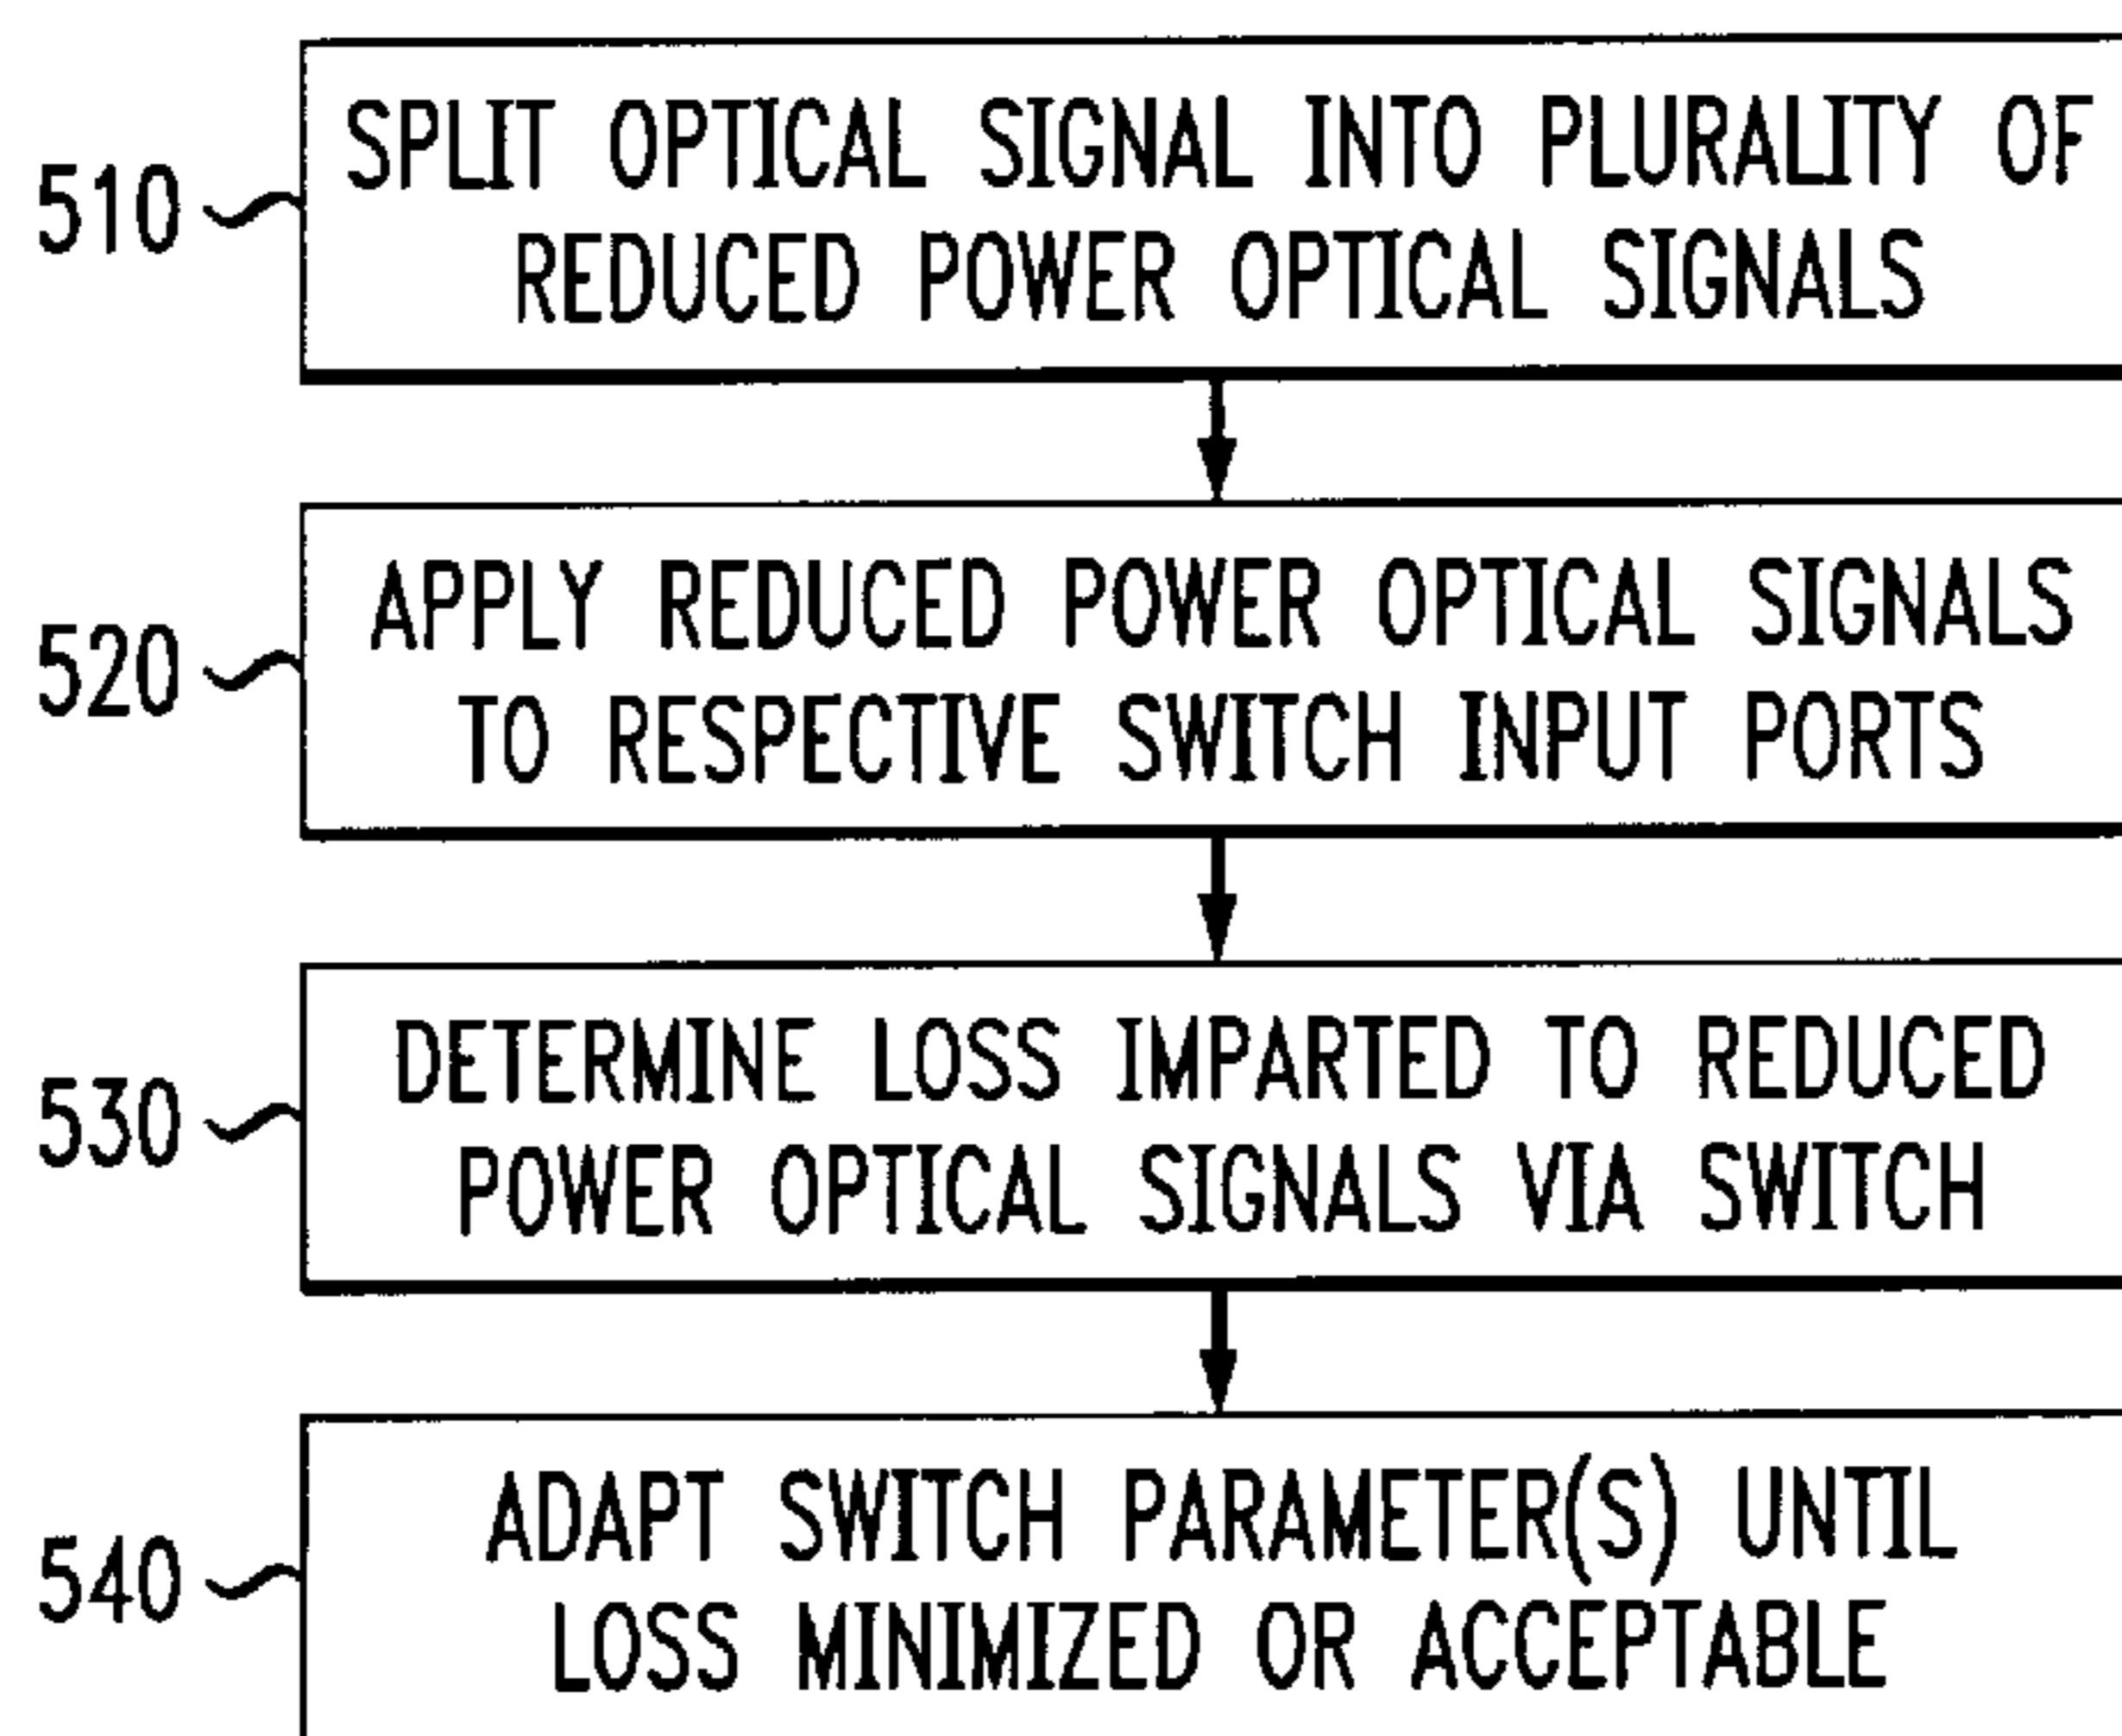 510
SPLIT OPTICAL SIGNAL INTO PLURALITY OF
REDUCED POWER OPTICAL SIGNALS
520
APPLY REDUCED POWER OPTICAL SIGNALS
TO RESPECTIVE SWITCH INPUT PORTS
530
DETERMINE LOSS IMPARTED TO REDUCED
POWER OPTICAL SIGNALS VIA SWITCH
540
ADAPT SWITCH PARAMETER(S) UNTIL
LOSS MINIMIZED OR ACCEPTABLE